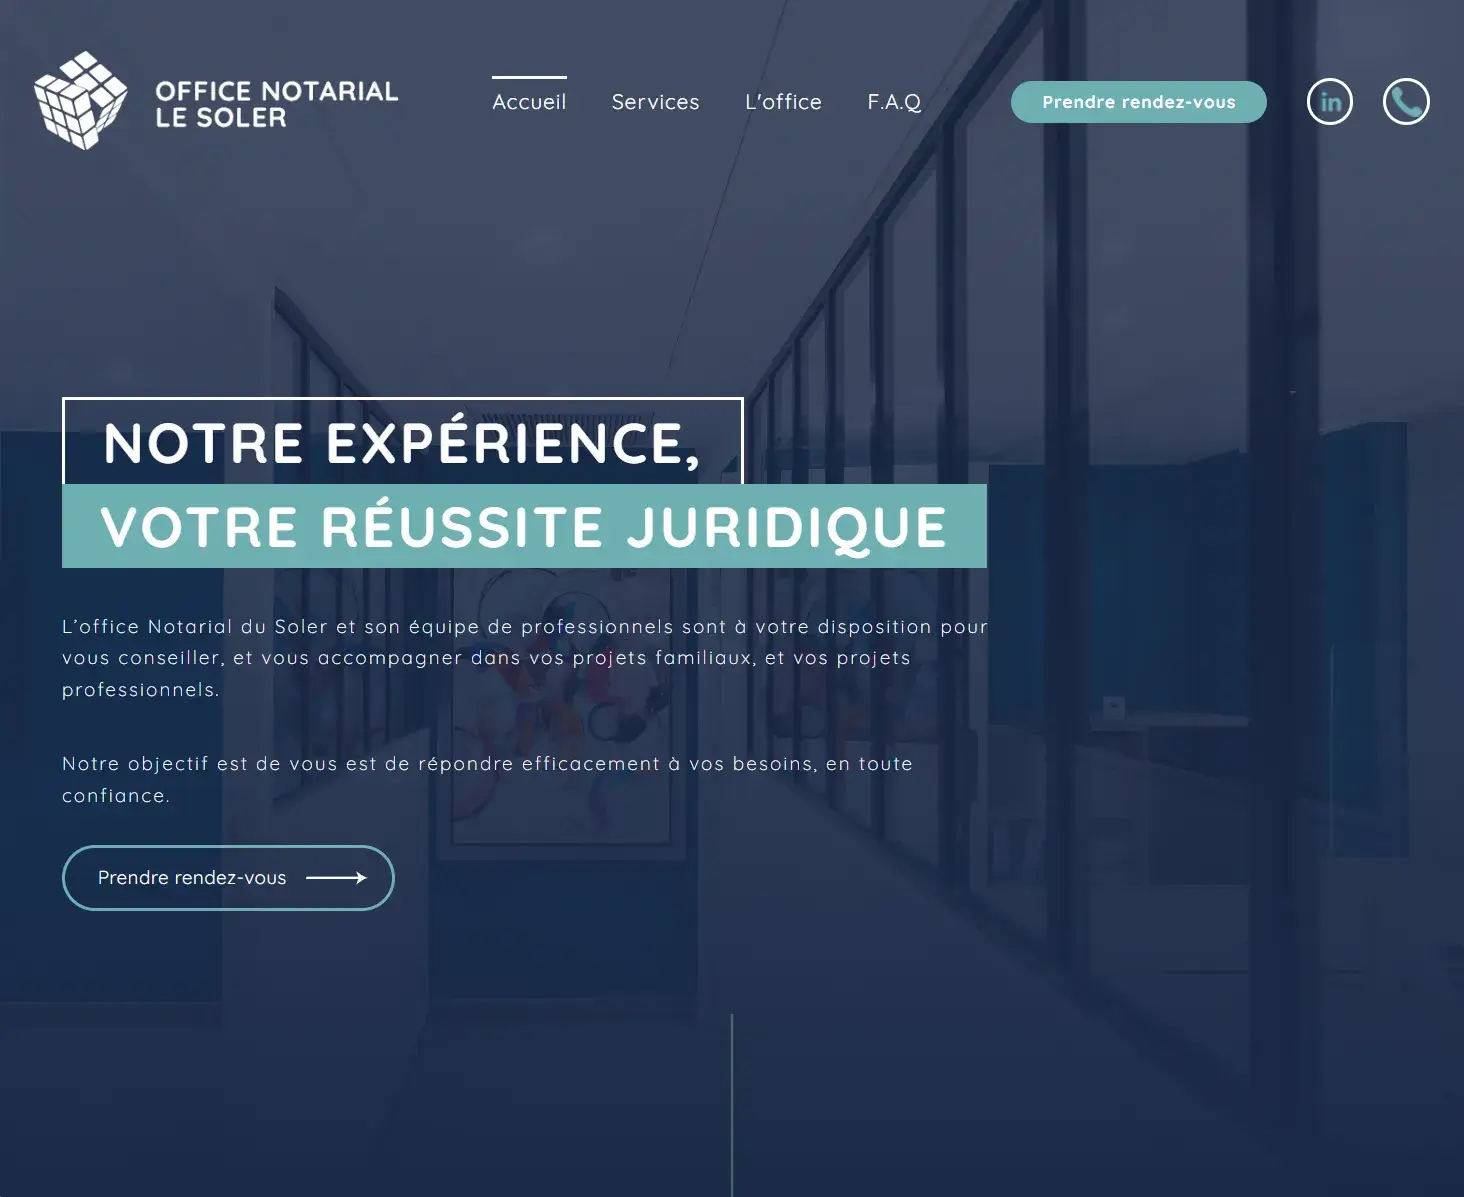 OFFICE NOTARIAL
LE SOLER
Accueil
Services
L'office
F.A.Q
Prendre rendez-vous
in
NOTRE EXPÉRIENCE,
VOTRE RÉUSSITE JURIDIQUE
L’office Notarial du Soler et son équipe de professionnels sont à votre disposition pour
vous conseiller, et vous accompagner dans vos projets familiaux, et vos projets
professionnels.
Notre objectif est de vous est de répondre efficacement à vos besoins, en toute
confiance.
Prendre rendez-vous